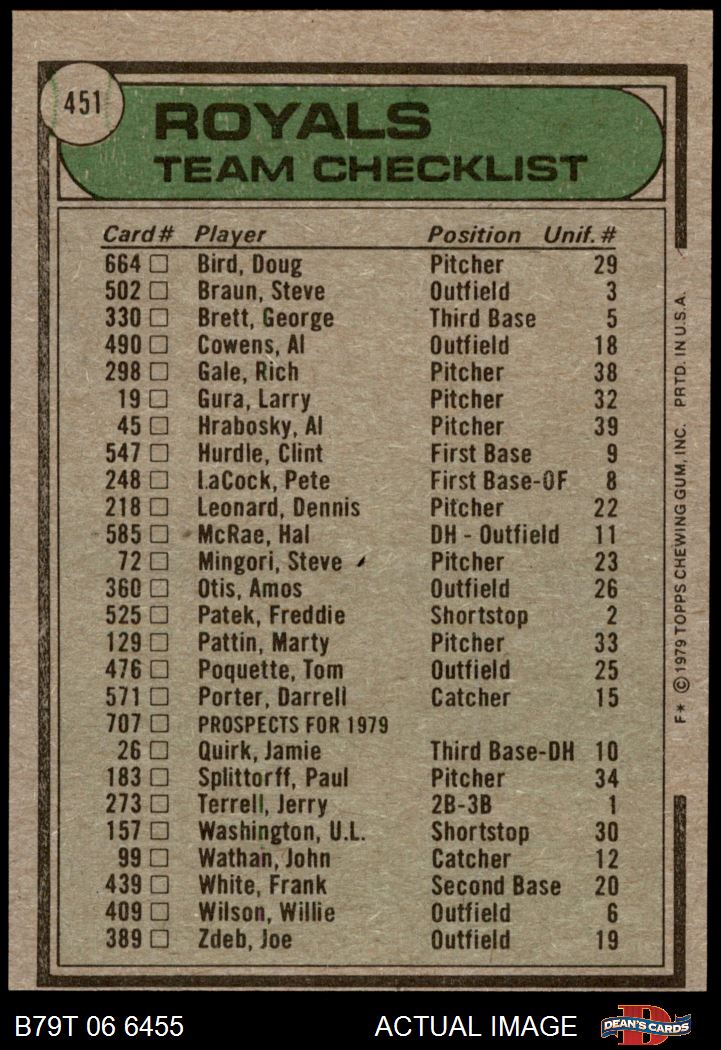 451
ROYALS
TEAM CHECKLIST
Card # Player Position Unif. #
664 Bird, Doug Pitcher 29
502 Braun, Steve Outfield 3
330 Brett, George Third Base 5
490 Cowens, Al Outfield 18
298 Gale, Rich Pitcher 38
19 Gura, Larry Pitcher 32
45 Hrabosky, Al Pitcher 39
547 Hurdle, Clint First Base 9
248 LaCock, Pete First Base-OF 8
218 Leonard, Dennis Pitcher 22
585 McRae, Hal DH - Outfield 11
72 Mingori, Steve Pitcher 23
360 Otis, Amos Outfield 26
525 Patek, Freddie Shortstop 2
129 Pattin, Marty Pitcher 33
476 Poquette, Tom Outfield 25
571 Porter, Darrell Catcher 15
707 PROSPECTS FOR 1979
26 Quirk, Jamie Third Base-DH 10
183 Splittorff, Paul Pitcher 34
273 Terrell, Jerry 2B-3B 1
157 Washington, U.L. Shortstop 30
99 Wathan, John Catcher 12
439 White, Frank Second Base 20
409 Wilson, Willie Outfield 6
389 Zdeb, Joe Outfield 19
F* © 1979 TOPPS CHEWING GUM, INC. PRTD. IN U.S.A.
B79T 06 6455 ACTUAL IMAGE DEAN'S CARDS